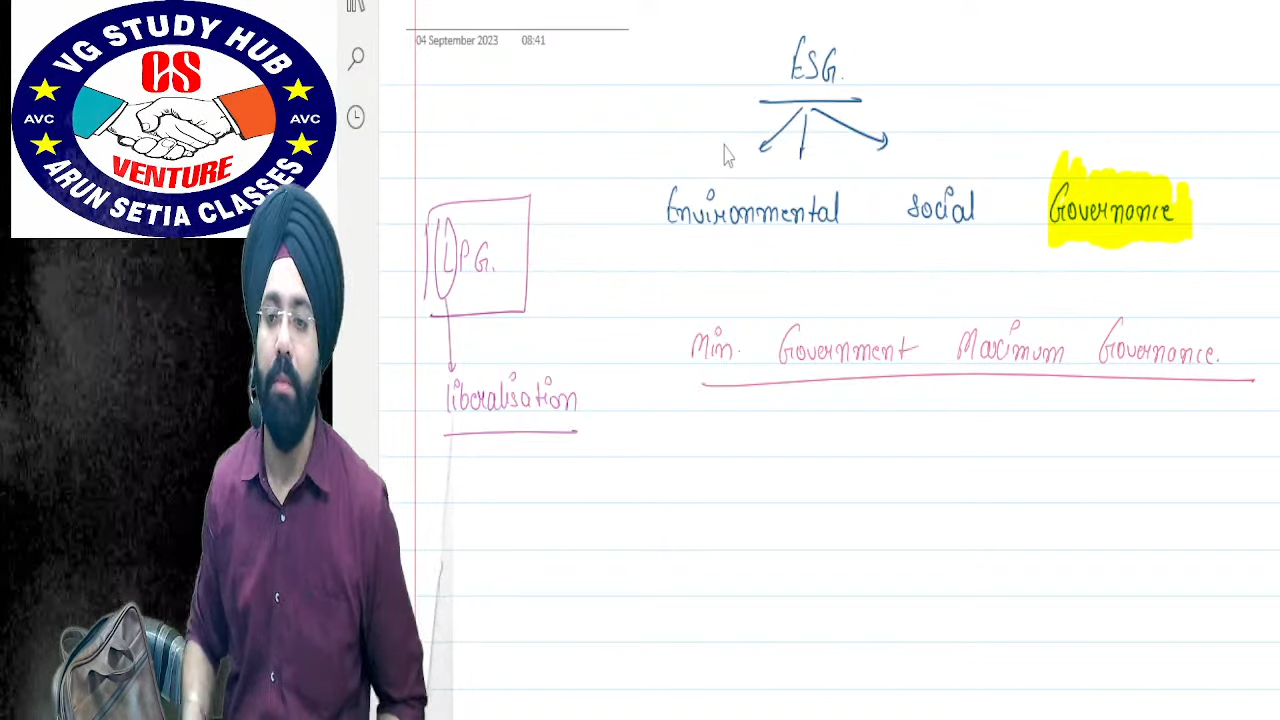 VG STUDY HUB
CS
AVC
AVC
VENTURE
ARUN SETIA CLASSES
04 September 2023 08:41
ESG.
Environmental Social Governance
LPG.
Min. Government Maximum Governance.
liberalisation